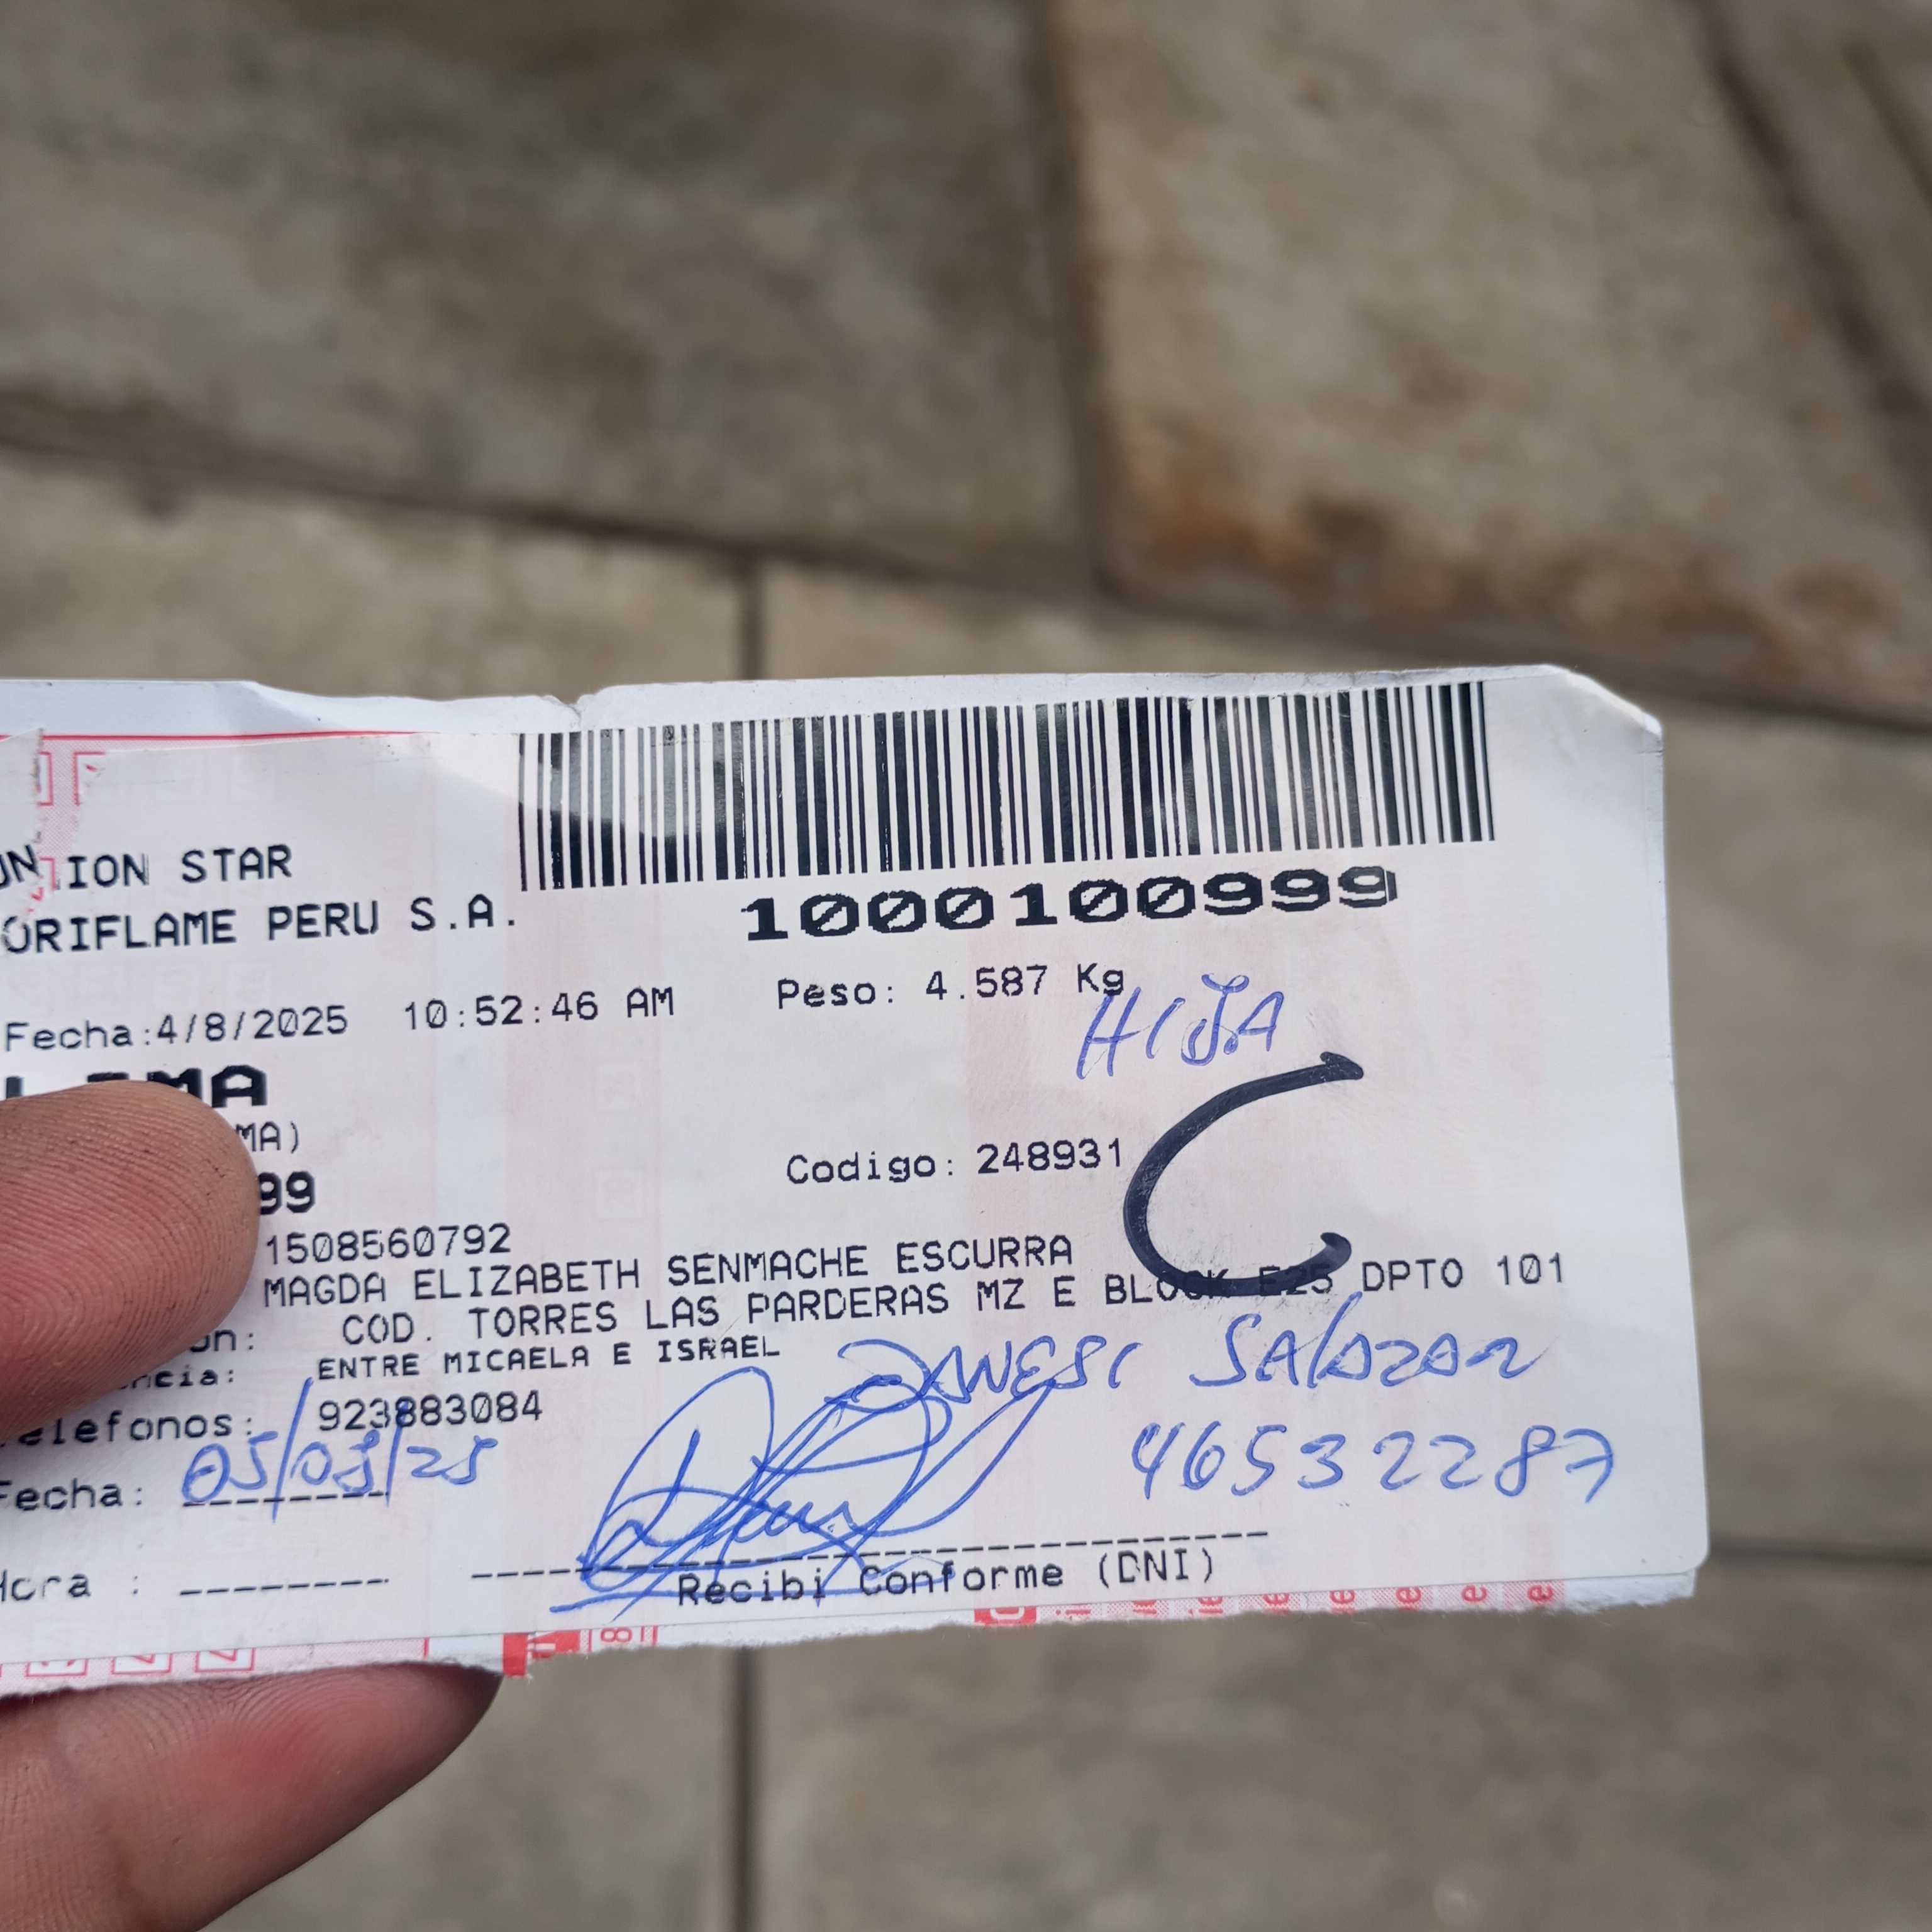 ION STAR
ORIFLAME PERU S.A.
1000100999
Fecha:4/8/2025 10:52:46 AM Peso: 4.587 Kg
HIJA
MA)
Codigo: 248931
99
1508560792
MAGDA ELIZABETH SENMACHE ESCURRA
COD. TORRES LAS PARDERAS MZ E BLOCK E25 DPTO 101
ENTRE MICAELA E ISRAEL
SALAZAR
Telefonos: 923883084
46532287
Fecha: 05/08/25
Hora :
Recibi Conforme (DNI)